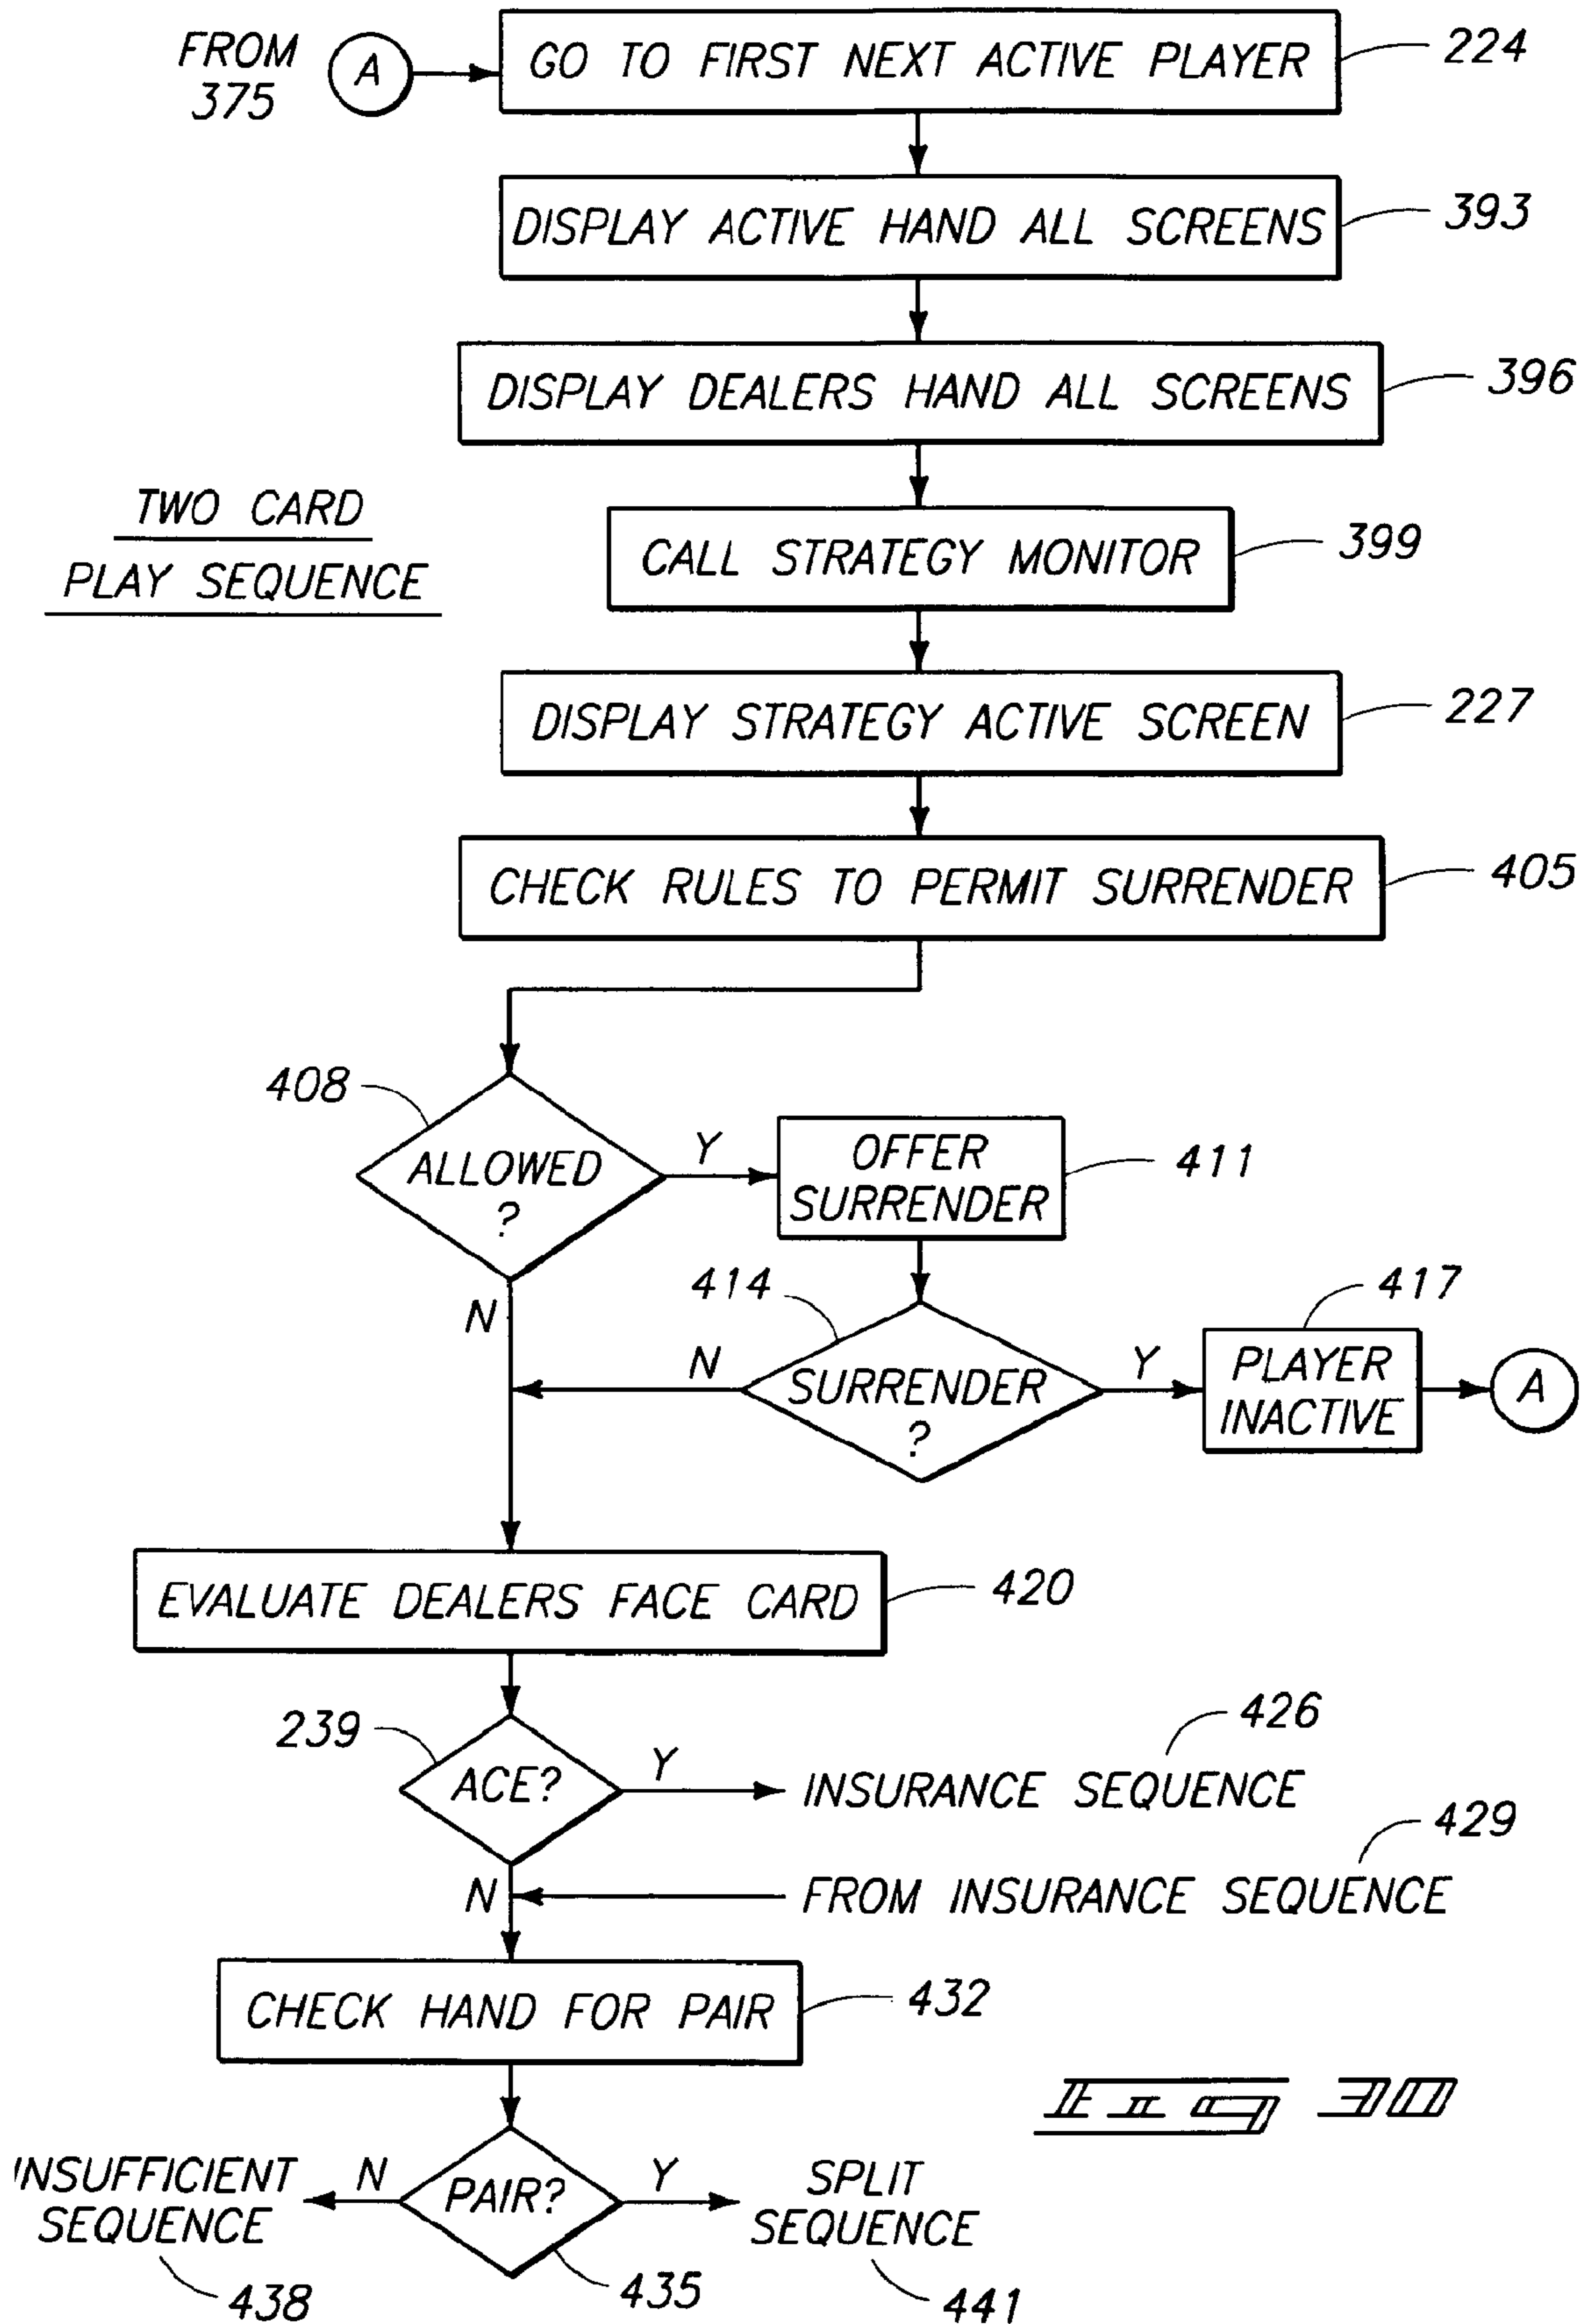 FROM
375
A
GO TO FIRST NEXT ACTIVE PLAYER
224
DISPLAY ACTIVE HAND ALL SCREENS
393
DISPLAY DEALERS HAND ALL SCREENS
396
TWO CARD
PLAY SEQUENCE
CALL STRATEGY MONITOR
399
DISPLAY STRATEGY ACTIVE SCREEN
227
CHECK RULES TO PERMIT SURRENDER
405
408
ALLOWED
?
Y
N
OFFER
SURRENDER
411
414
SURRENDER
?
N
Y
417
PLAYER
INACTIVE
A
EVALUATE DEALERS FACE CARD
420
239
ACE?
Y
426
INSURANCE SEQUENCE
429
N
FROM INSURANCE SEQUENCE
CHECK HAND FOR PAIR
432
INSUFFICIENT
SEQUENCE
438
N
PAIR?
435
Y
SPLIT
SEQUENCE
441
FIG 30